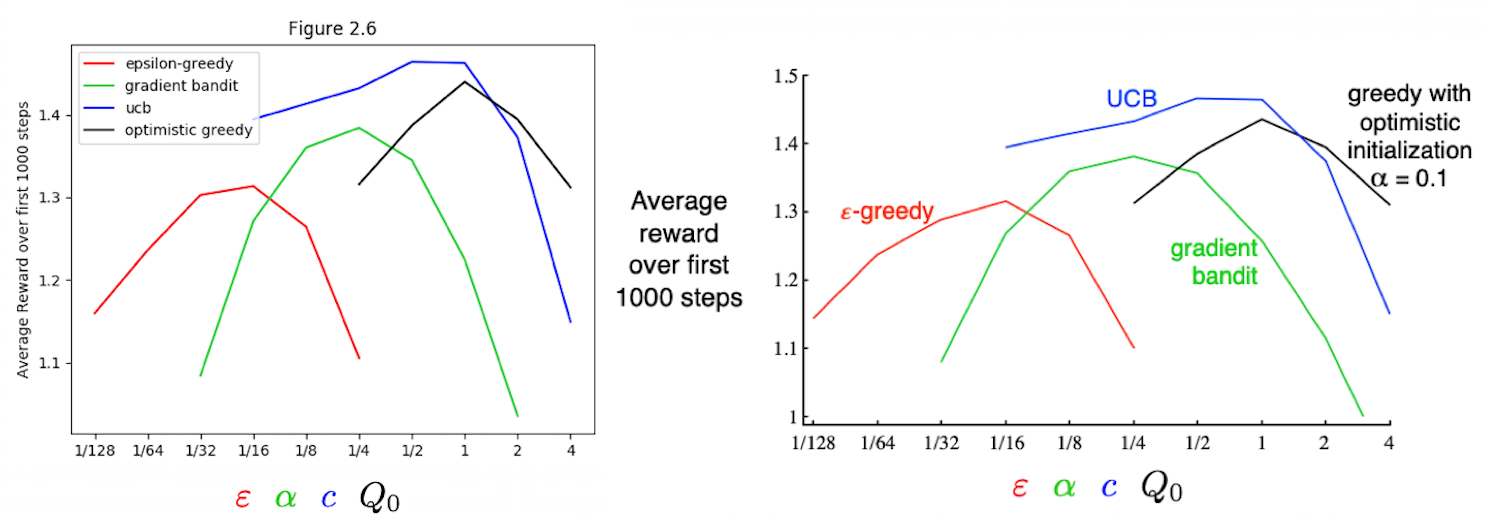 Figure 2.6
epsilon-greedy
gradient bandit
ucb
optimistic greedy
Average Reward over first 1000 steps
1.4
1.3
1.2
1.1
1/128 1/64 1/32 1/16 1/8 1/4 1/2 1 2 4
ε α c Q₀
Average
reward
over first
1000 steps
1.5
1.4
1.3
1.2
1.1
1
UCB
greedy with
optimistic
initialization
α = 0.1
ε-greedy
gradient
bandit
1/128 1/64 1/32 1/16 1/8 1/4 1/2 1 2 4
ε α c Q₀